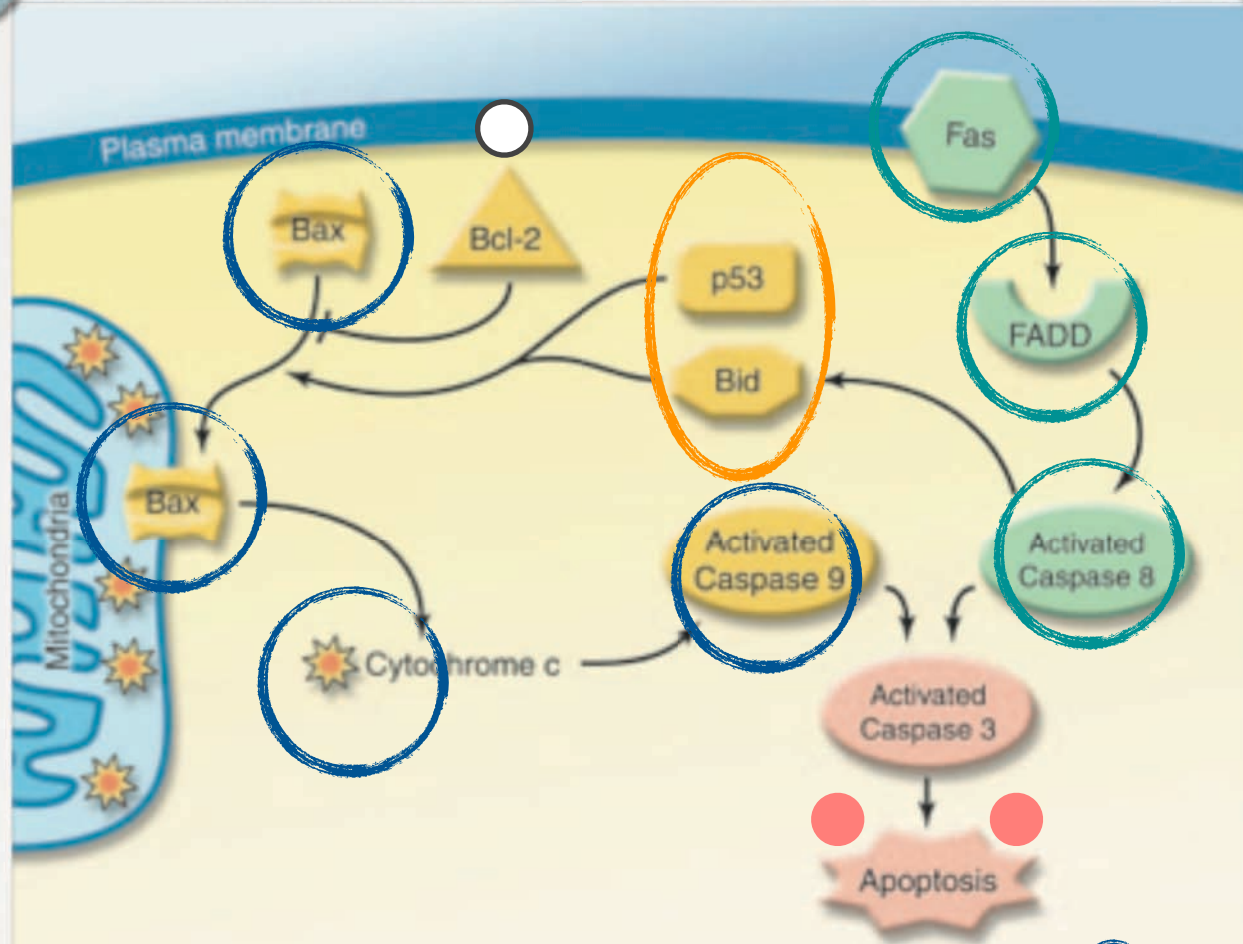 Plasma membrane
Fas
Bax
Bcl-2
p53
FADD
Bid
Mitochondria
Bax
Activated
Caspase 9
Activated
Caspase 8
Cytochrome c
Activated
Caspase 3
Apoptosis